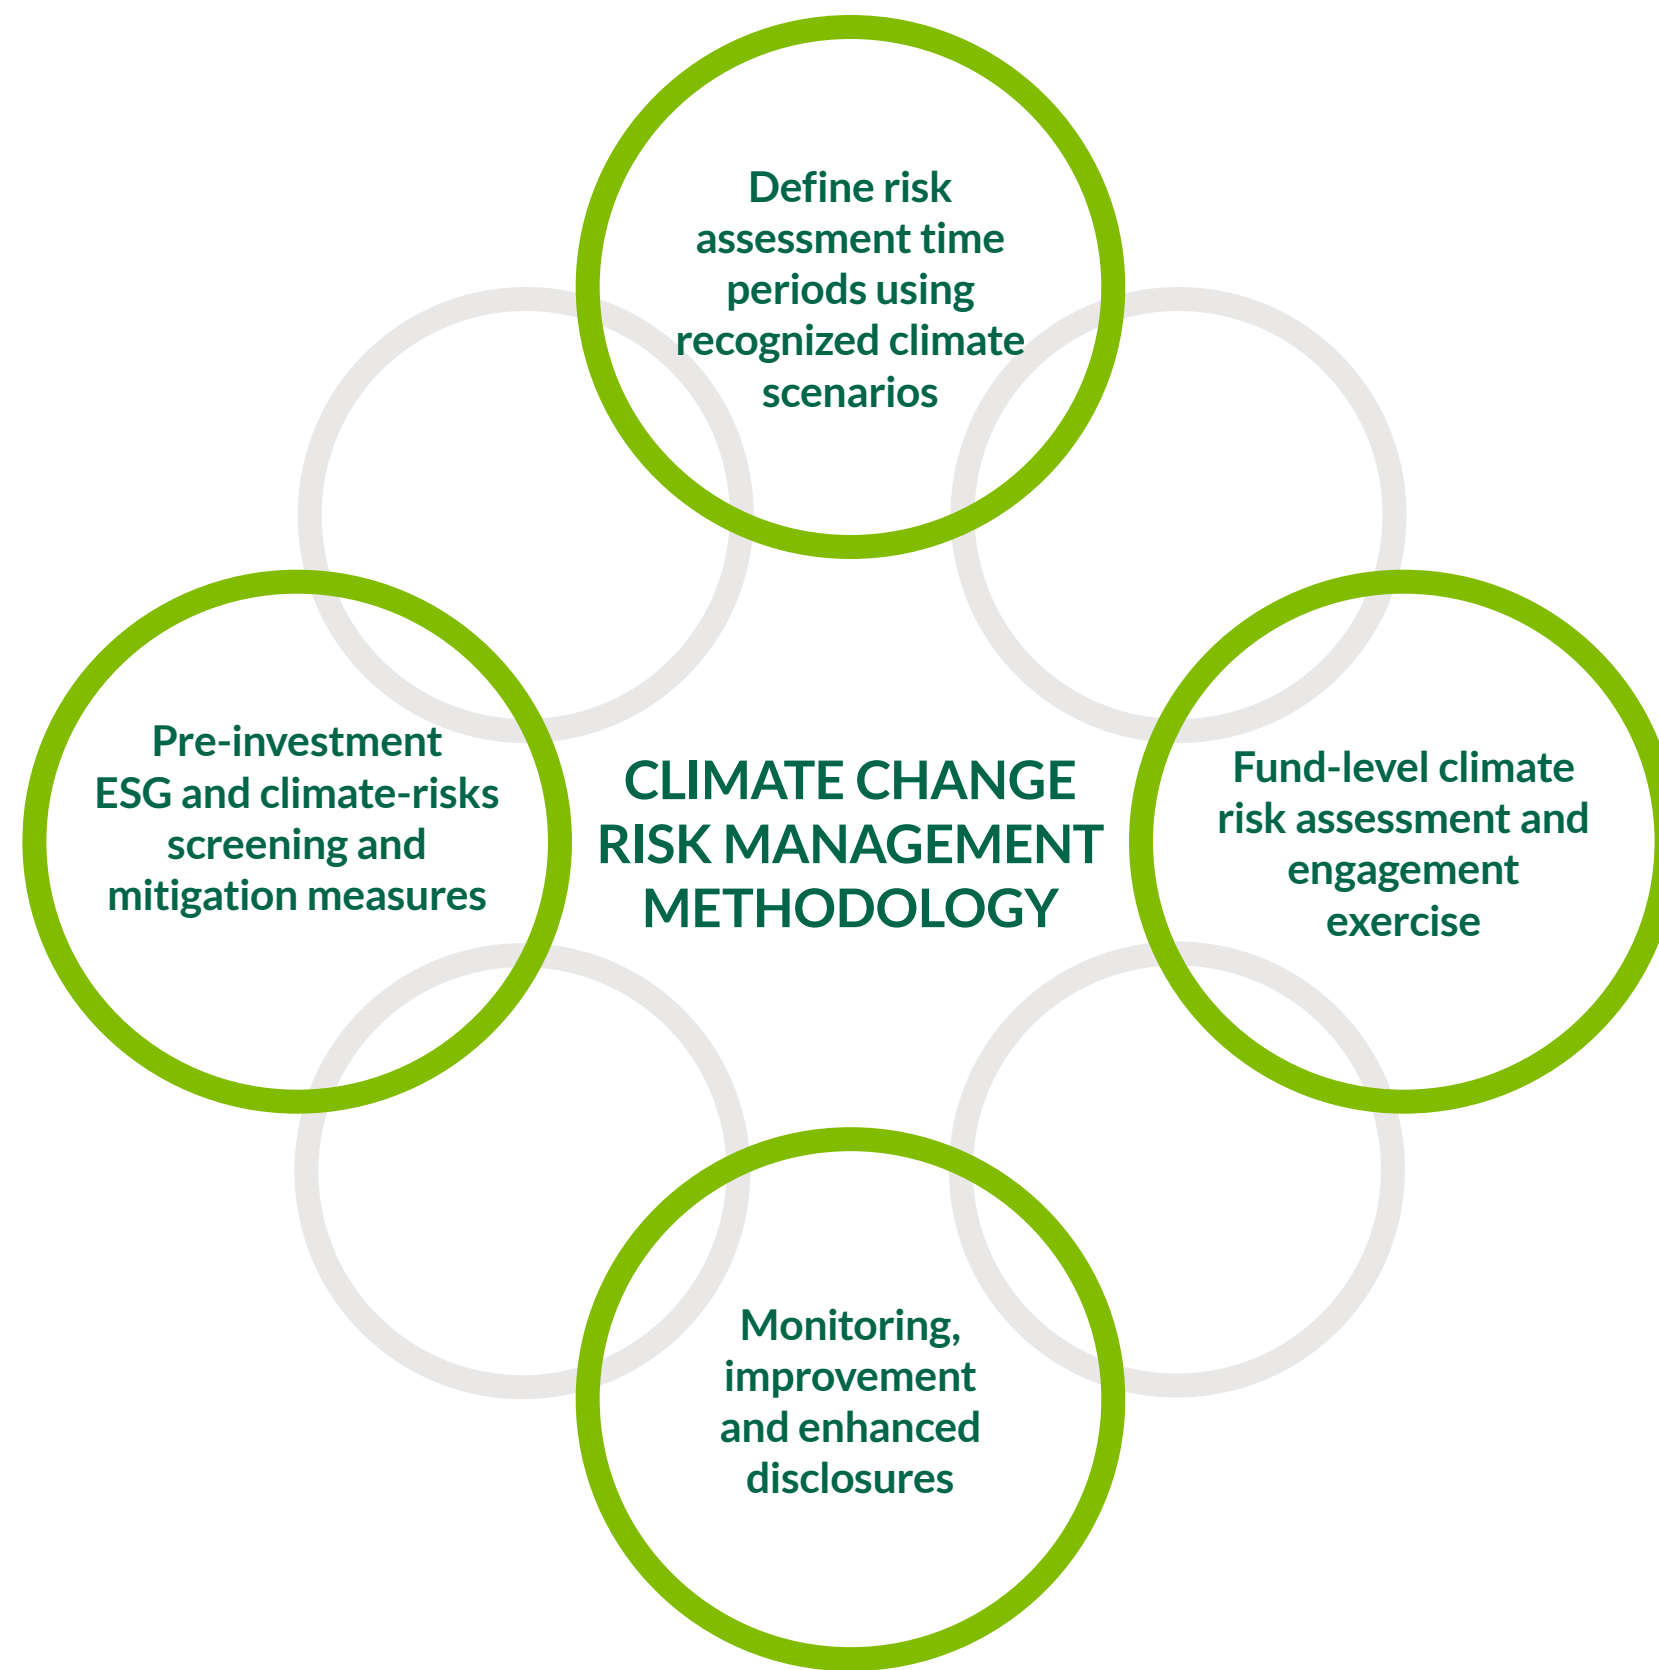 Define risk
assessment time
periods using
recognized climate
scenarios
Pre-investment
ESG and climate-risks
screening and
mitigation measures
CLIMATE CHANGE
RISK MANAGEMENT
METHODOLOGY
Fund-level climate
risk assessment and
engagement
exercise
Monitoring,
improvement
and enhanced
disclosures